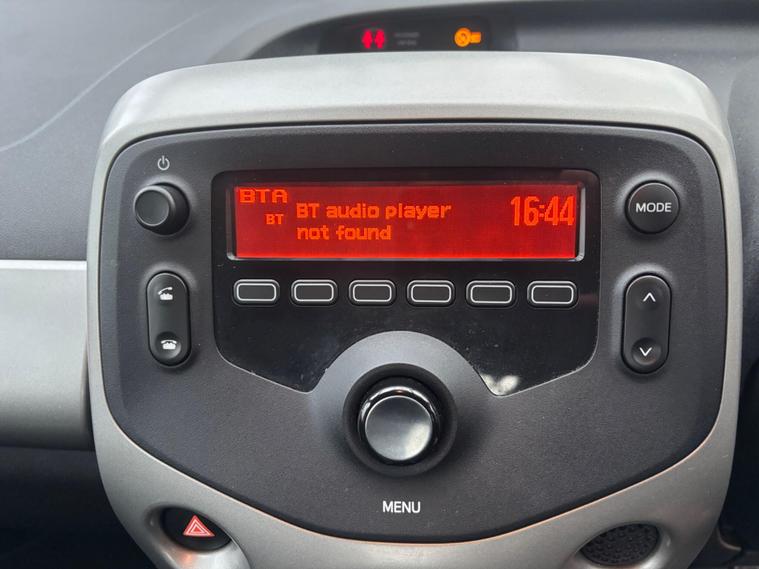 BTA
BT
BT audio player
not found
16:44
MODE
MENU